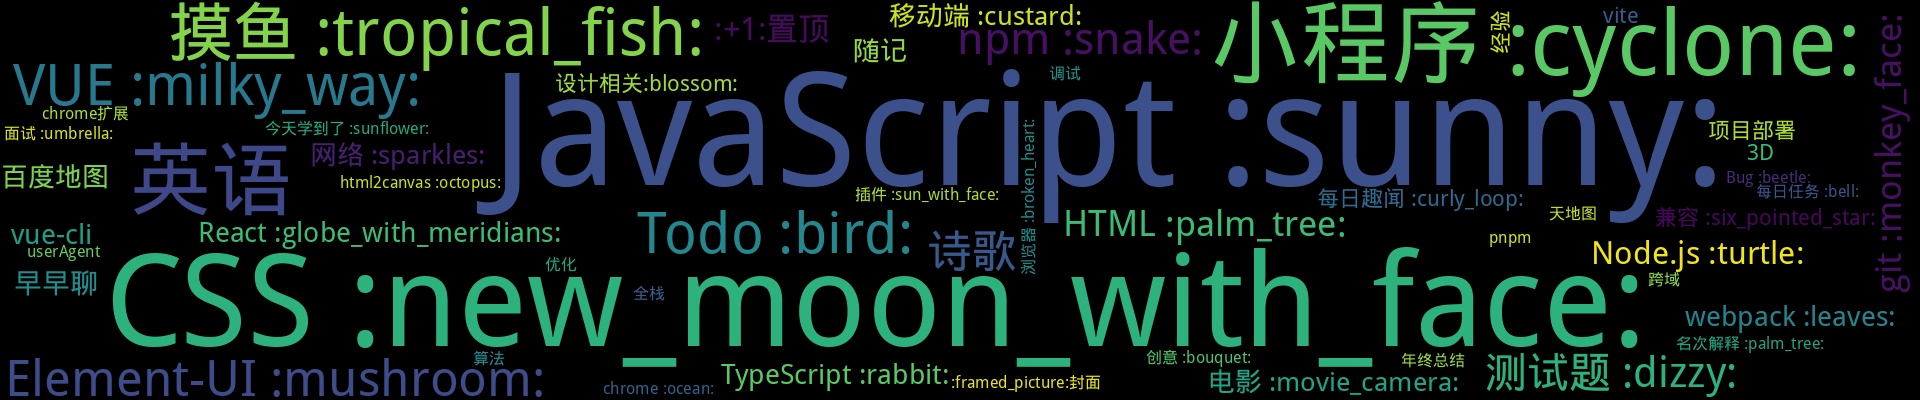 摸鱼 :tropical_fish:
:+1:置顶
移动端 :custard:
随记
npm :snake:
小程序 :cyclone:
经验
vite
VUE :milky_way:
设计相关:blossom:
调试
JavaScript :sunny:
git :monkey_face:
chrome扩展
面试 :umbrella:
今天学到了 :sunflower:
网络 :sparkles:
英语
百度地图
html2canvas :octopus:
插件 :sun_with_face:
浏览器 :broken_heart:
项目部署
3D
Bug :beetle:
每日任务 :bell:
每日趣闻 :curly_loop:
天地图
兼容 :six_pointed_star:
vue-cli
userAgent
React :globe_with_meridians:
Todo :bird:
诗歌
HTML :palm_tree:
pnpm
Node.js :turtle:
早早聊
CSS :new_moon_with_face:
优化
全栈
跨域
webpack :leaves:
名次解释 :palm_tree:
Element-UI :mushroom:
算法
chrome :ocean:
TypeScript :rabbit:
:framed_picture:封面
创意 :bouquet:
电影 :movie_camera:
年终总结
测试题 :dizzy: